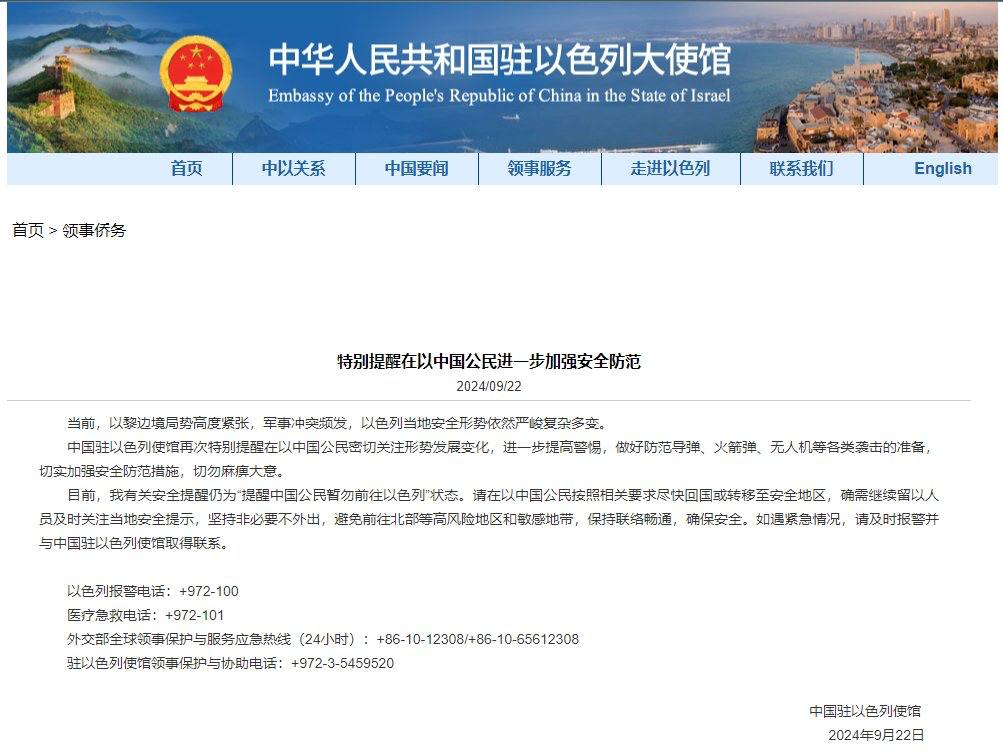 中华人民共和国驻以色列大使馆
Embassy of the People's Republic of China in the State of Israel
首页 中以关系 中国要闻 领事服务 走进以色列 联系我们 English
首页 > 领事侨务
特别提醒在以中国公民进一步加强安全防范
2024/09/22
当前，以黎边境局势高度紧张，军事冲突频发，以色列当地安全形势依然严峻复杂多变。
中国驻以色列使馆再次特别提醒在以中国公民密切关注形势发展变化，进一步提高警惕，做好防范导弹、火箭弹、无人机等各类袭击的准备，
切实加强安全防范措施，切勿麻痹大意。
目前，我有关安全提醒仍为“提醒中国公民暂勿前往以色列”状态。请在以中国公民按照相关要求尽快回国或转移至安全地区，确需继续留以人
员及时关注当地安全提示，坚持非必要不外出，避免前往北部等高风险地区和敏感地带，保持联络畅通，确保安全。如遇紧急情况，请及时报警并
与中国驻以色列使馆取得联系。
以色列报警电话：+972-100
医疗急救电话：+972-101
外交部全球领事保护与服务应急热线（24小时）：+86-10-12308/+86-10-65612308
驻以色列使馆领事保护与协助电话：+972-3-5459520
中国驻以色列使馆
2024年9月22日